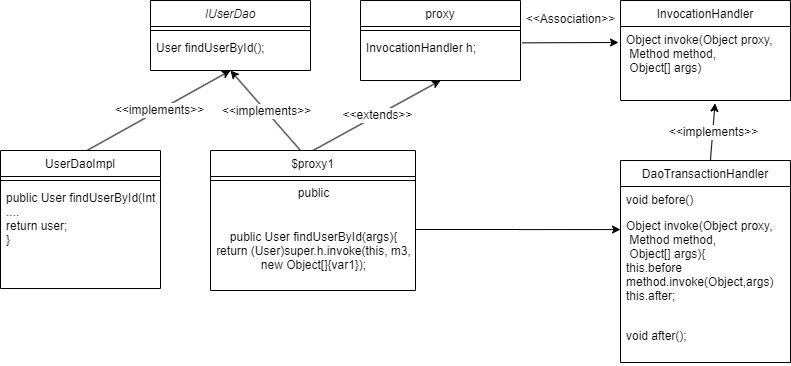 IUserDao
User findUserById();
proxy
InvocationHandler h;
<<Association>>
InvocationHandler
Object invoke(Object proxy,
Method method,
Object[] args)
<<implements>>
<<implements>>
<<extends>>
<<implements>>
UserDaoImpl
public User findUserById(Int
....
return user;
}
$proxy1
public
public User findUserById(args){
return (User)super.h.invoke(this, m3,
new Object[]{var1});
DaoTransactionHandler
void before()
Object invoke(Object proxy,
Method method,
Object[] args){
this.before
method.invoke(Object,args)
this.after;
void after();